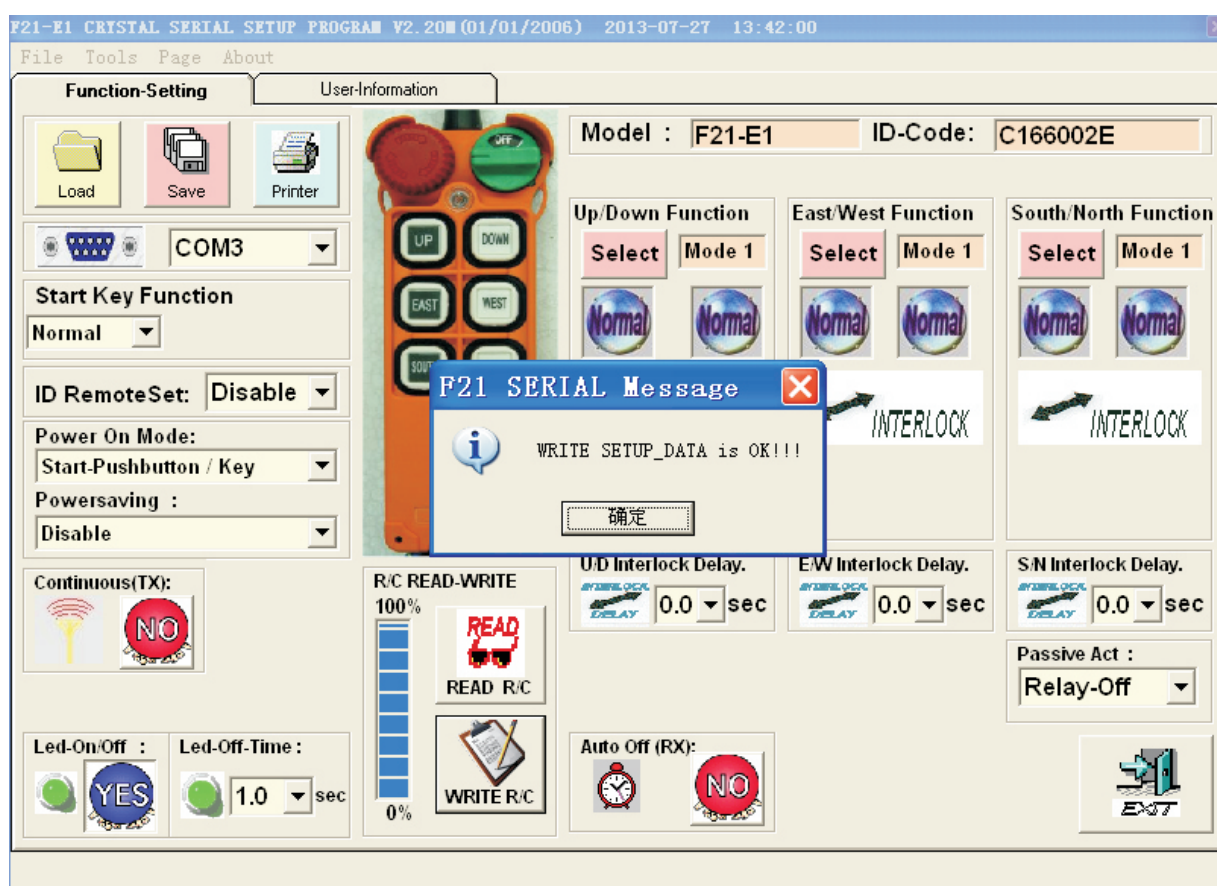 F21-E1 CRYSTAL SERIAL SETUP PROGRAM V2.20 (01/01/2006) 2013-07-27 13:42:00
File Tools Page About
Function-Setting User-Information
Load Save Printer
COM3
Start Key Function
Normal
ID RemoteSet: Disable
Power On Mode:
Start-Pushbutton / Key
Powersaving :
Disable
Continuous(TX):
NO
Led-On/Off :
YES
Led-Off-Time :
1.0 sec
OFF
UP DOWN
EAST WEST
R/C READ-WRITE
100%
0%
READ
READ R/C
WRITE R/C
Model : F21-E1 ID-Code: C166002E
Up/Down Function
Select Mode 1
Normal Normal
East/West Function
Select Mode 1
Normal Normal
INTERLOCK
South/North Function
Select Mode 1
Normal Normal
INTERLOCK
F21 SERIAL Message
WRITE SETUP_DATA is OK!!!
确定
U/D Interlock Delay.
INTERLOCK
DELAY
0.0 sec
E/W Interlock Delay.
INTERLOCK
DELAY
0.0 sec
S/N Interlock Delay.
INTERLOCK
DELAY
0.0 sec
Passive Act :
Relay-Off
Auto Off (RX):
NO
EXIT